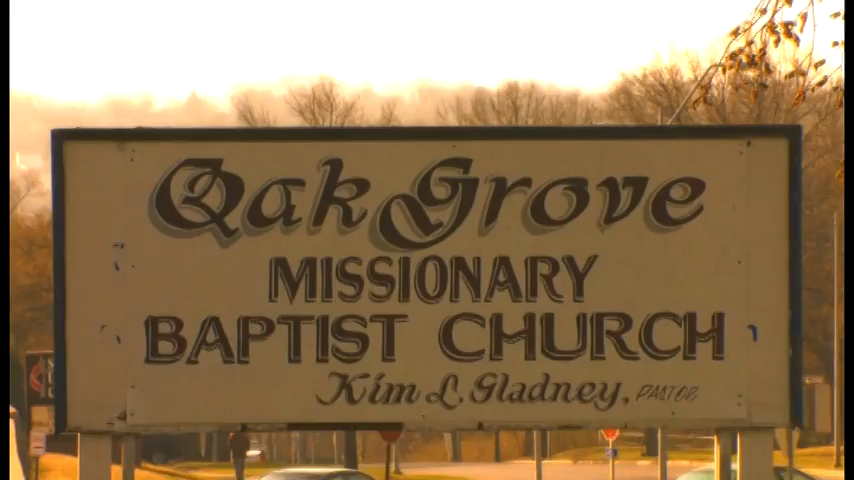 Oak Grove
MISSIONARY
BAPTIST CHURCH
Kim L. Gladney, PASTOR